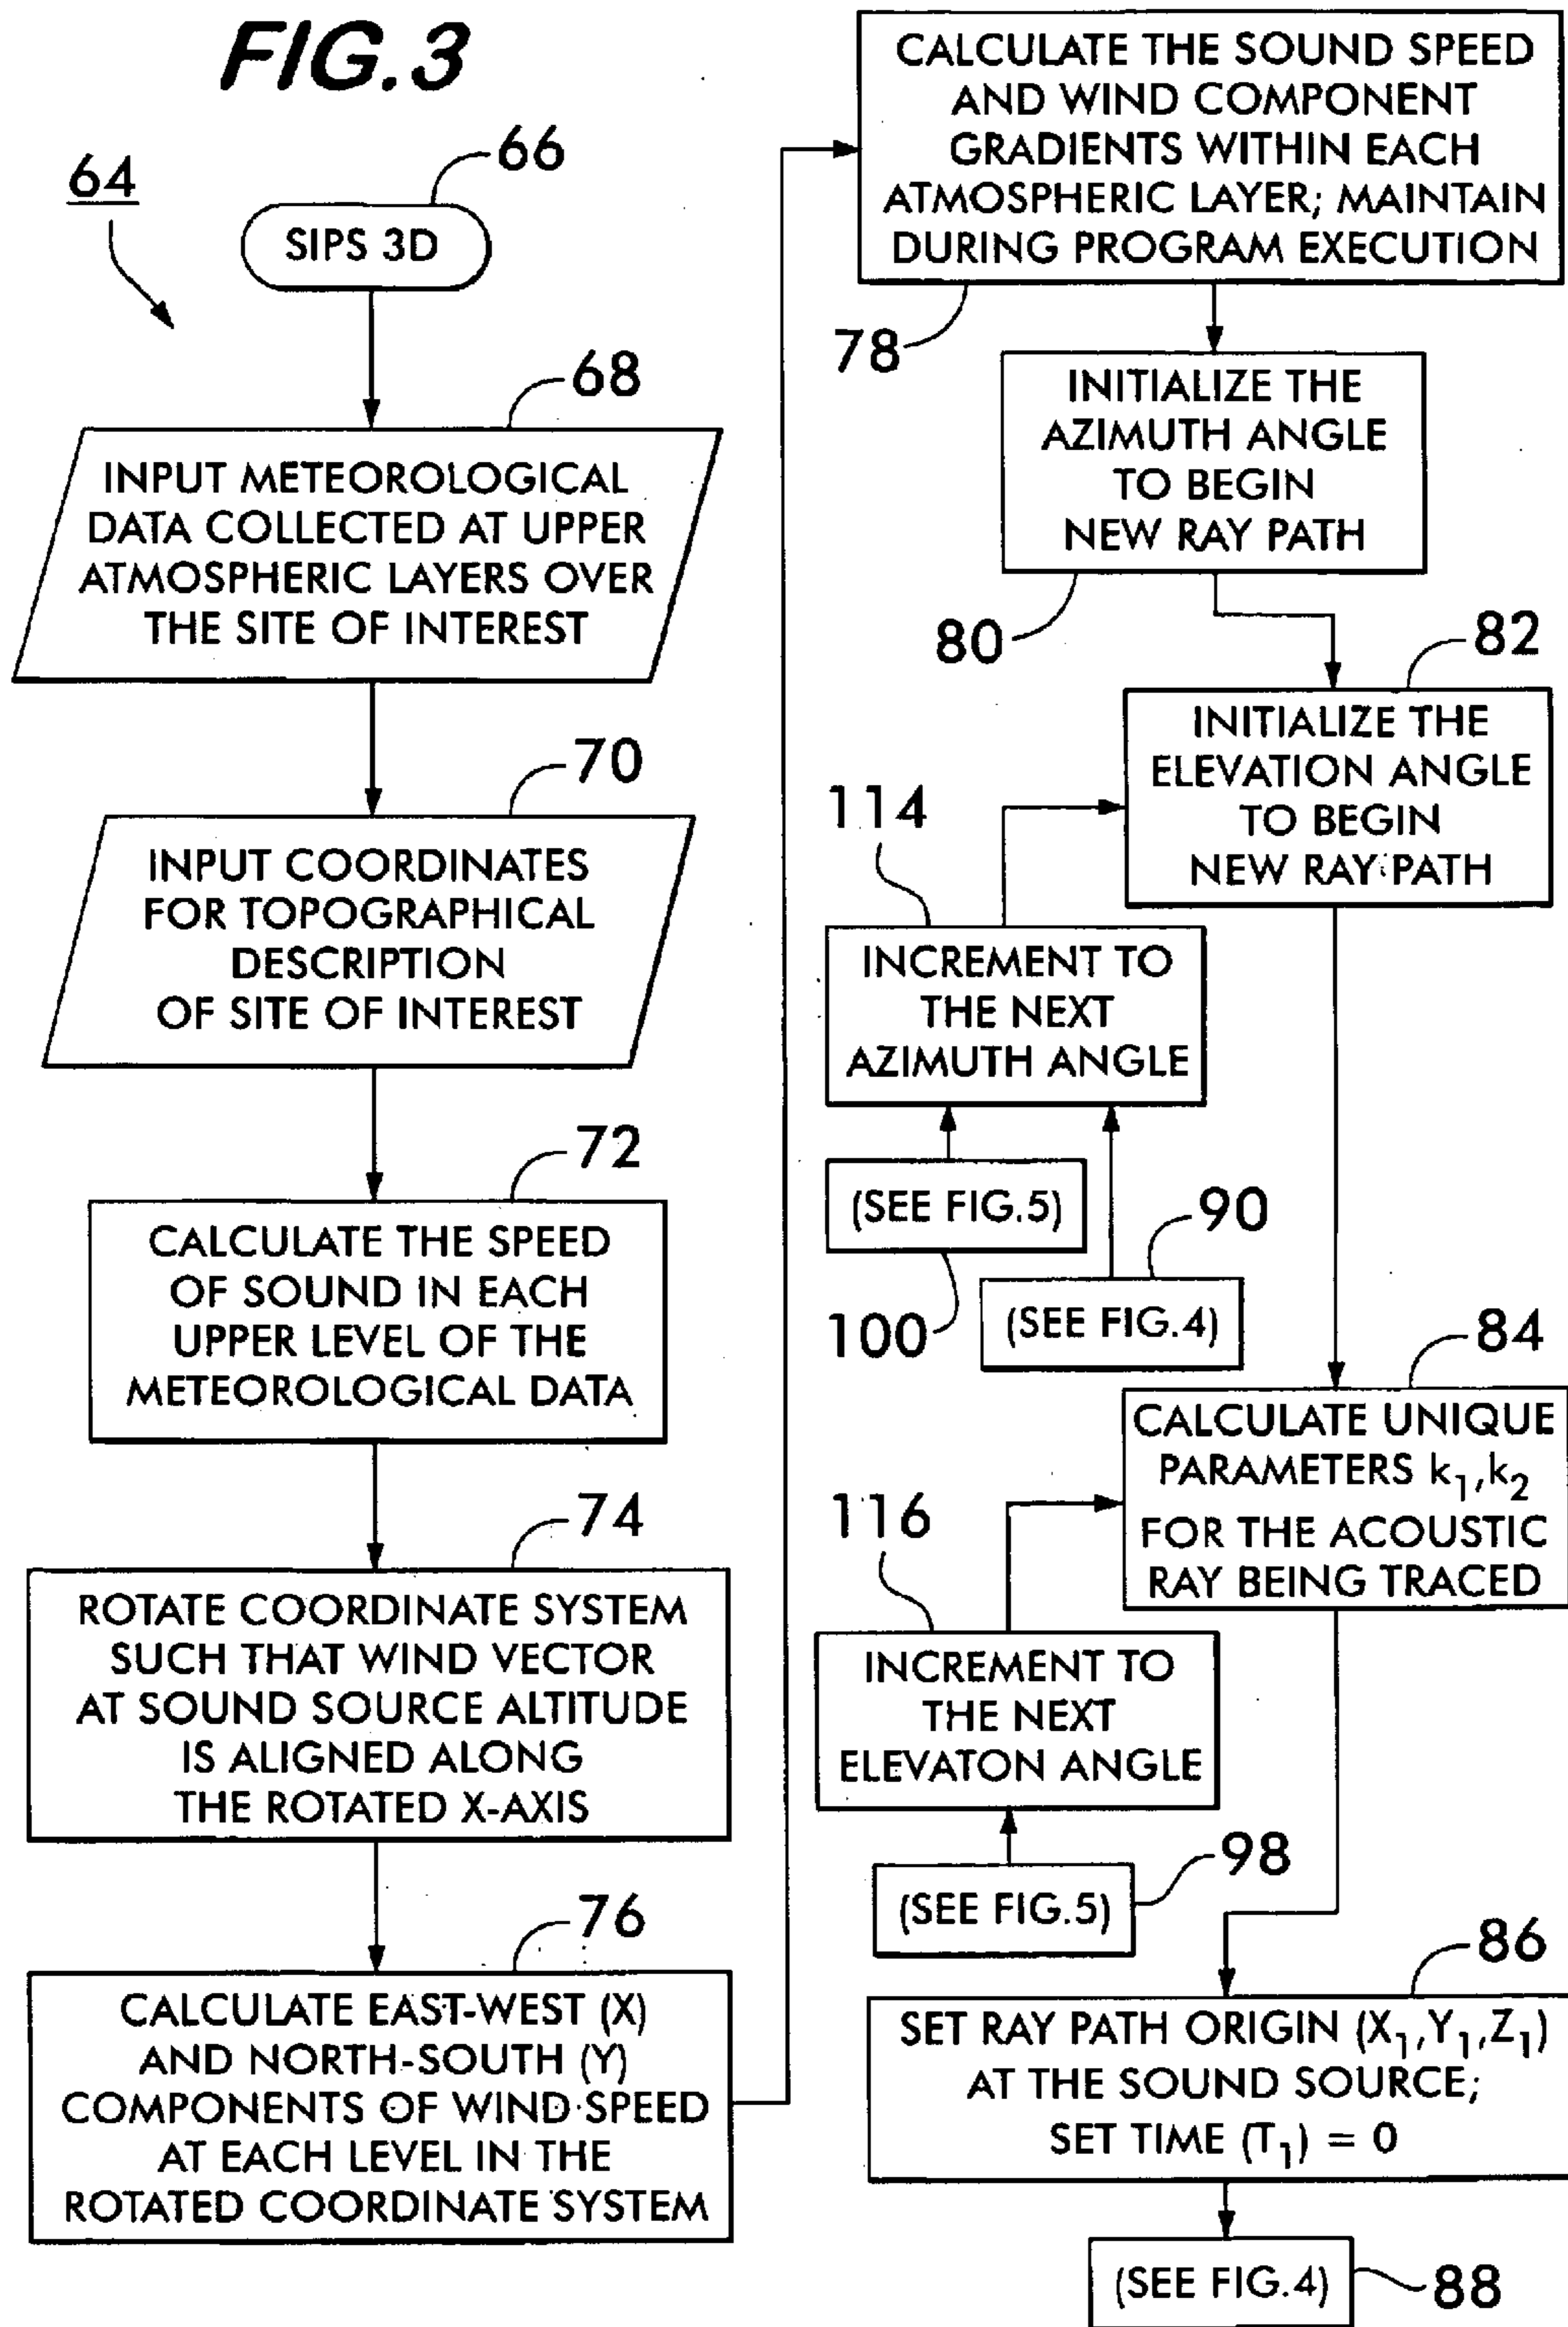 FIG.3
64
66
SIPS 3D
68
INPUT METEOROLOGICAL
DATA COLLECTED AT UPPER
ATMOSPHERIC LAYERS OVER
THE SITE OF INTEREST
70
INPUT COORDINATES
FOR TOPOGRAPHICAL
DESCRIPTION
OF SITE OF INTEREST
72
CALCULATE THE SPEED
OF SOUND IN EACH
UPPER LEVEL OF THE
METEOROLOGICAL DATA
74
ROTATE COORDINATE SYSTEM
SUCH THAT WIND VECTOR
AT SOUND SOURCE ALTITUDE
IS ALIGNED ALONG
THE ROTATED X-AXIS
76
CALCULATE EAST-WEST (X)
AND NORTH-SOUTH (Y)
COMPONENTS OF WIND SPEED
AT EACH LEVEL IN THE
ROTATED COORDINATE SYSTEM
CALCULATE THE SOUND SPEED
AND WIND COMPONENT
GRADIENTS WITHIN EACH
ATMOSPHERIC LAYER; MAINTAIN
DURING PROGRAM EXECUTION
78
INITIALIZE THE
AZIMUTH ANGLE
TO BEGIN
NEW RAY PATH
80
82
INITIALIZE THE
ELEVATION ANGLE
TO BEGIN
NEW RAY PATH
114
INCREMENT TO
THE NEXT
AZIMUTH ANGLE
(SEE FIG.5)
100
90
(SEE FIG.4)
84
CALCULATE UNIQUE
PARAMETERS k₁,k₂
FOR THE ACOUSTIC
RAY BEING TRACED
116
INCREMENT TO
THE NEXT
ELEVATON ANGLE
(SEE FIG.5)
98
86
SET RAY PATH ORIGIN (X₁,Y₁,Z₁)
AT THE SOUND SOURCE;
SET TIME (T₁) = 0
(SEE FIG.4)
88